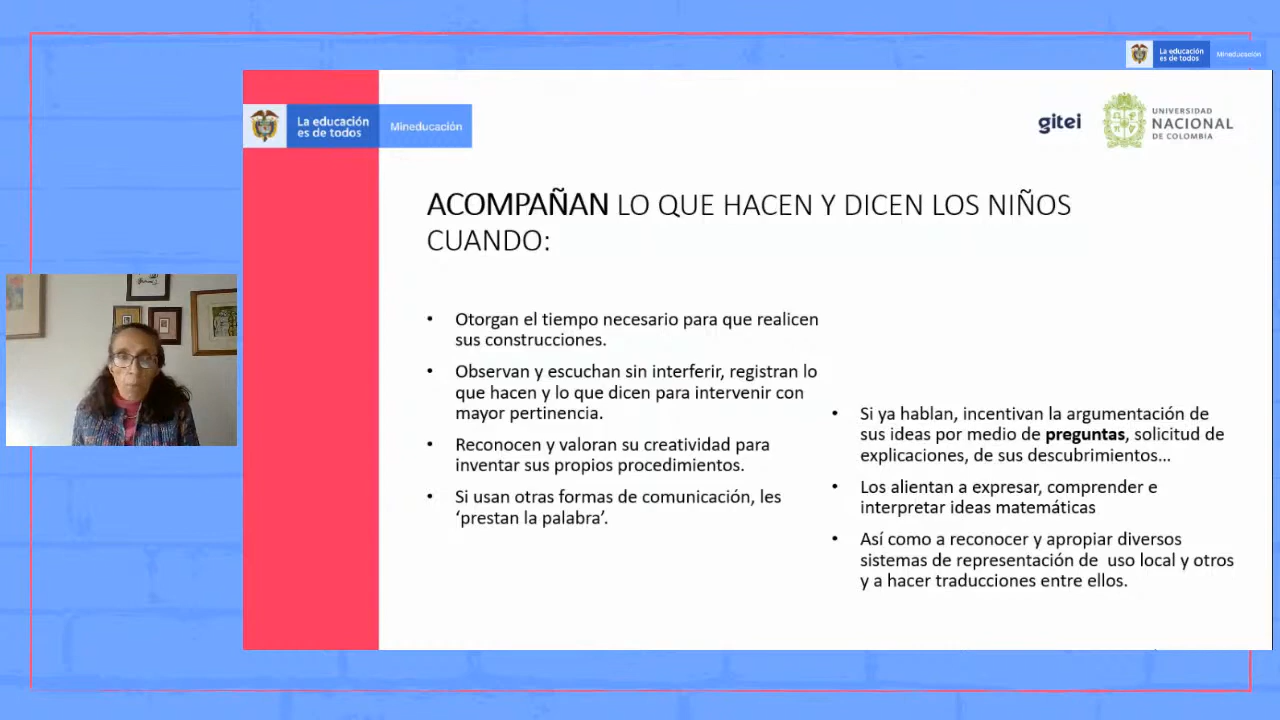 La educación
es de todos
Mineducación
La educación
es de todos
Mineducación
gitei
UNIVERSIDAD
NACIONAL
DE COLOMBIA
ACOMPAÑAN LO QUE HACEN Y DICEN LOS NIÑOS
CUANDO:
• Otorgan el tiempo necesario para que realicen
sus construcciones.
• Observan y escuchan sin interferir, registran lo
que hacen y lo que dicen para intervenir con
mayor pertinencia.
• Reconocen y valoran su creatividad para
inventar sus propios procedimientos.
• Si usan otras formas de comunicación, les
‘prestan la palabra’.
• Si ya hablan, incentivan la argumentación de
sus ideas por medio de preguntas, solicitud de
explicaciones, de sus descubrimientos...
• Los alientan a expresar, comprender e
interpretar ideas matemáticas
• Así como a reconocer y apropiar diversos
sistemas de representación de uso local y otros
y a hacer traducciones entre ellos.